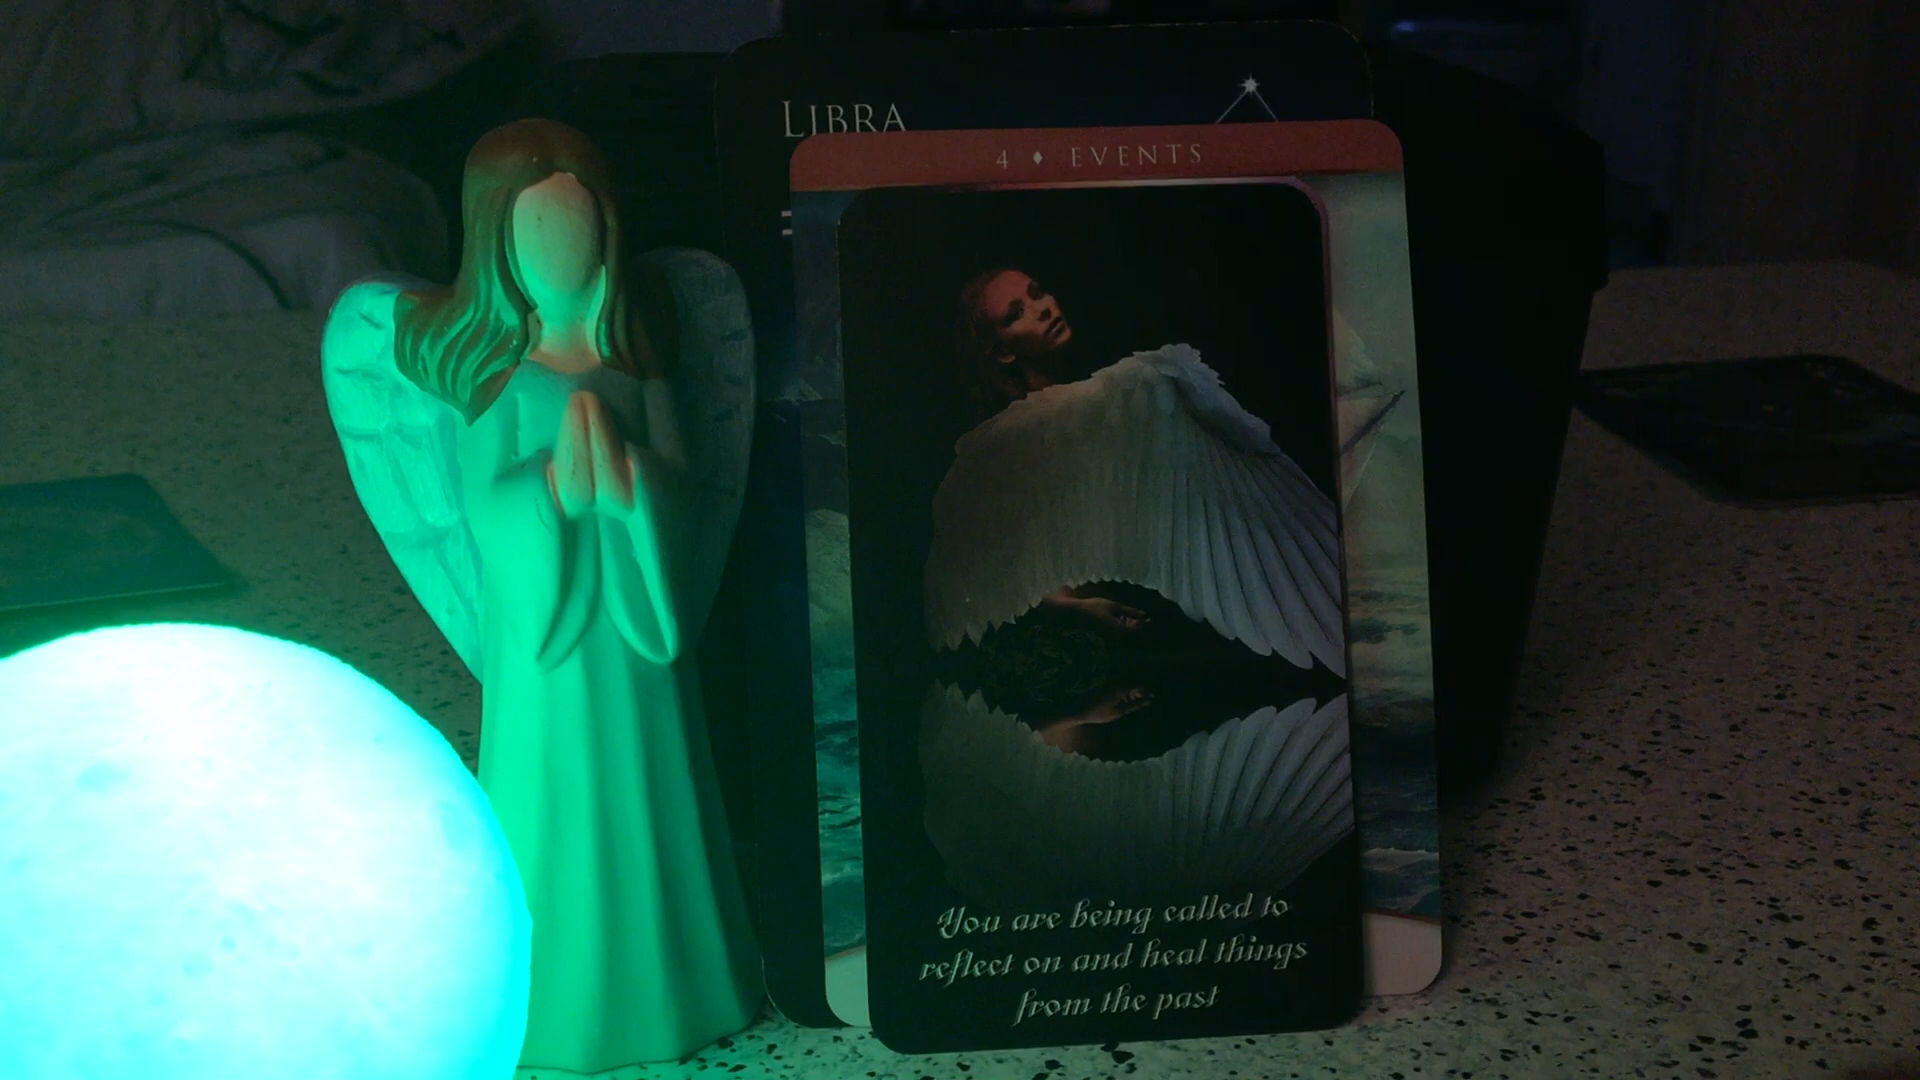 LIBRA
4 ♦ EVENTS
You are being called to
reflect on and heal things
from the past